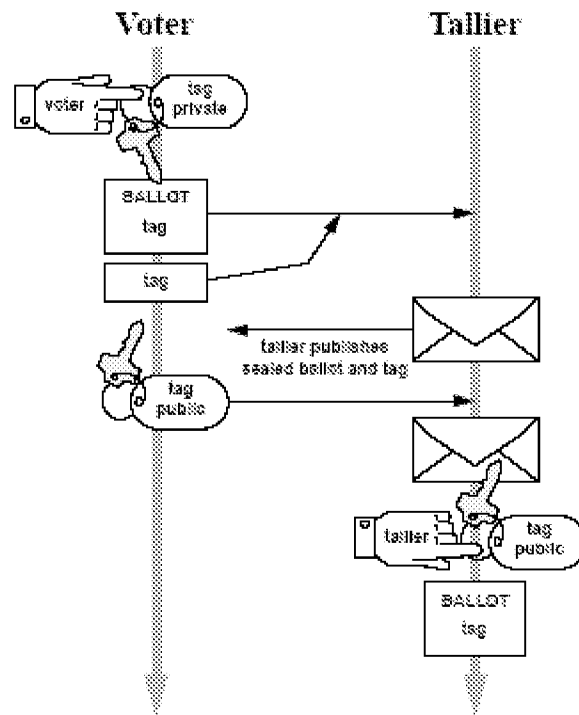 Voter
Tallier
voter
tag
private
BALLOT
tag
tag
tallier publishes
sealed ballot and tag
tag
public
tallier
tag
public
BALLOT
tag